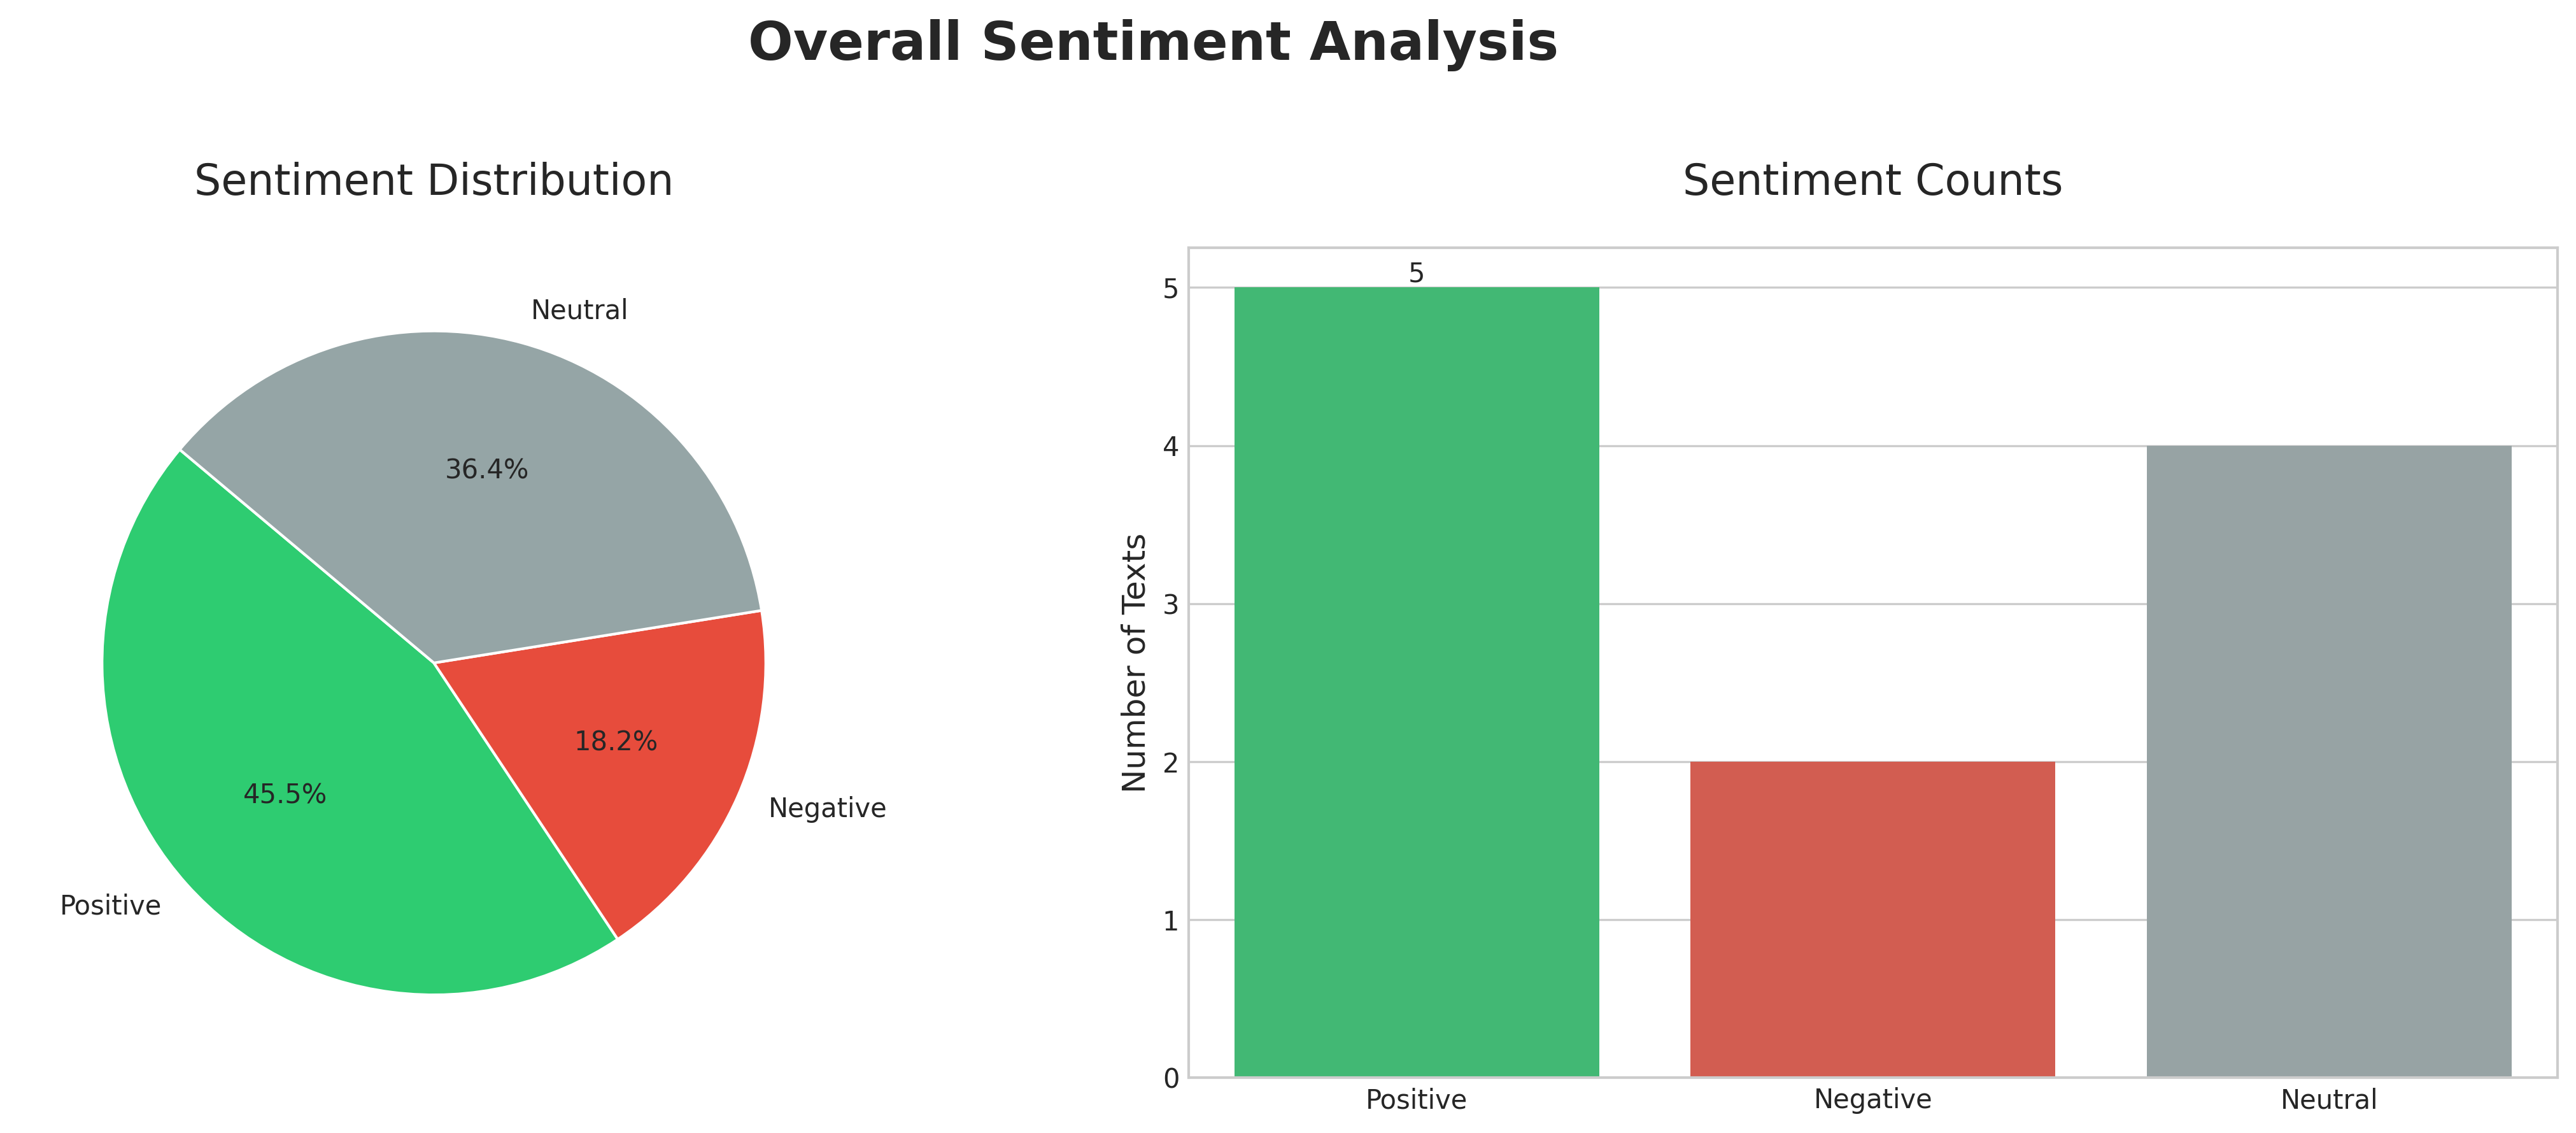 Overall Sentiment Analysis
Sentiment Distribution
Neutral
36.4%
18.2%
45.5%
Negative
Positive
Sentiment Counts
5
5
4
3
2
1
0
Number of Texts
Positive
Negative
Neutral